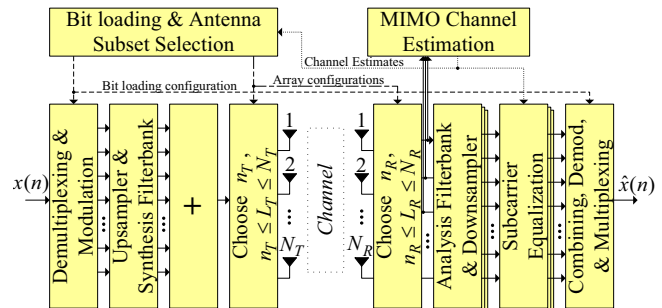 Bit loading & Antenna
Subset Selection
MIMO Channel
Estimation
Channel Estimates
Bit loading configuration
Array configurations
x(n)
Demultiplexing &
Modulation
Upsampler &
Synthesis Filterbank
+
Choose n_T,
n_T ≤ L_T ≤ N_T
1
2
...
N_T
Channel
1
2
...
N_R
Choose n_R,
n_R ≤ L_R ≤ N_R
Analysis Filterbank
& Downsampler
Subcarrier
Equalization
Combining, Demod,
& Multiplexing
x̂(n)